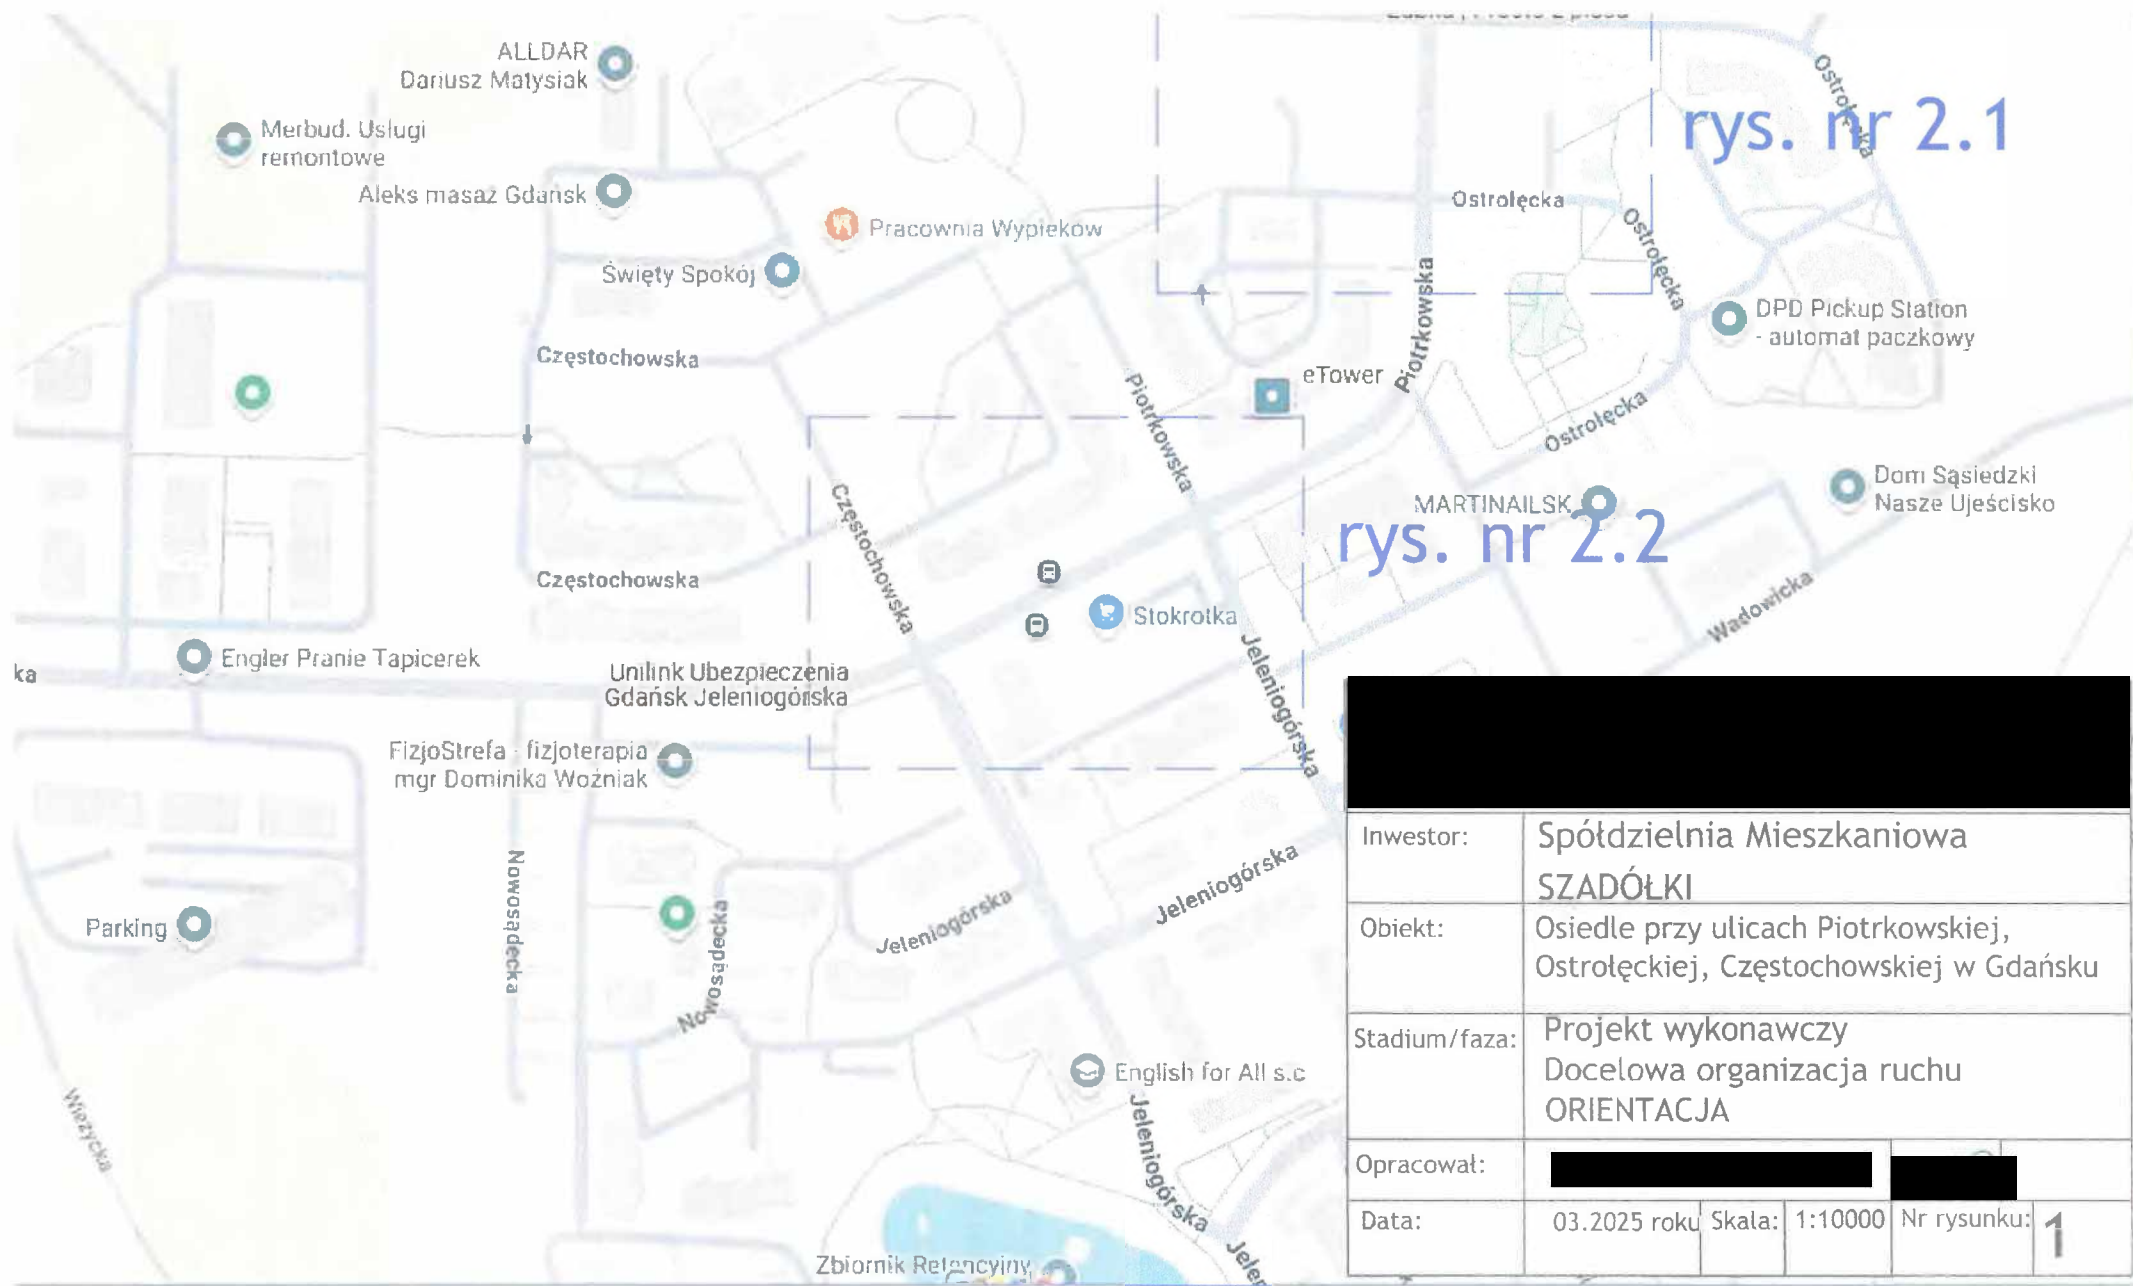 ALLDAR
Dariusz Matysiak
Merbud. Usługi
remontowe
Aleks masaż Gdańsk
Pracownia Wypieków
Święty Spokój
Częstochowska
Ostrołęcka
rys. nr 2.1
Ostrołęcka
Ostrołęcka
Piotrkowska
DPD Pickup Station
- automat paczkowy
eTower
Piotrkowska
Ostrołęcka
Dom Sąsiedzki
Nasze Ujeścisko
MARTINAILSK
rys. nr 2.2
Częstochowska
Częstochowska
Stokrotka
Wadowicka
Engler Pranie Tapicerek
ka
Unilink Ubezpieczenia
Gdańsk Jeleniogórska
Jeleniogórska
FizjoStrefa - fizjoterapia
mgr Dominika Woźniak
Nowosądecka
Parking
Nowosądecka
Jeleniogórska
Jeleniogórska
English for All s.c
Wieżycka
Jeleniogórska
Zbiornik Retencyjny
Jelen
Inwestor: Spółdzielnia Mieszkaniowa
SZADÓŁKI
Obiekt: Osiedle przy ulicach Piotrkowskiej,
Ostrołęckiej, Częstochowskiej w Gdańsku
Stadium/faza: Projekt wykonawczy
Docelowa organizacja ruchu
ORIENTACJA
Opracował:
Data: 03.2025 roku Skala: 1:10000 Nr rysunku: 1